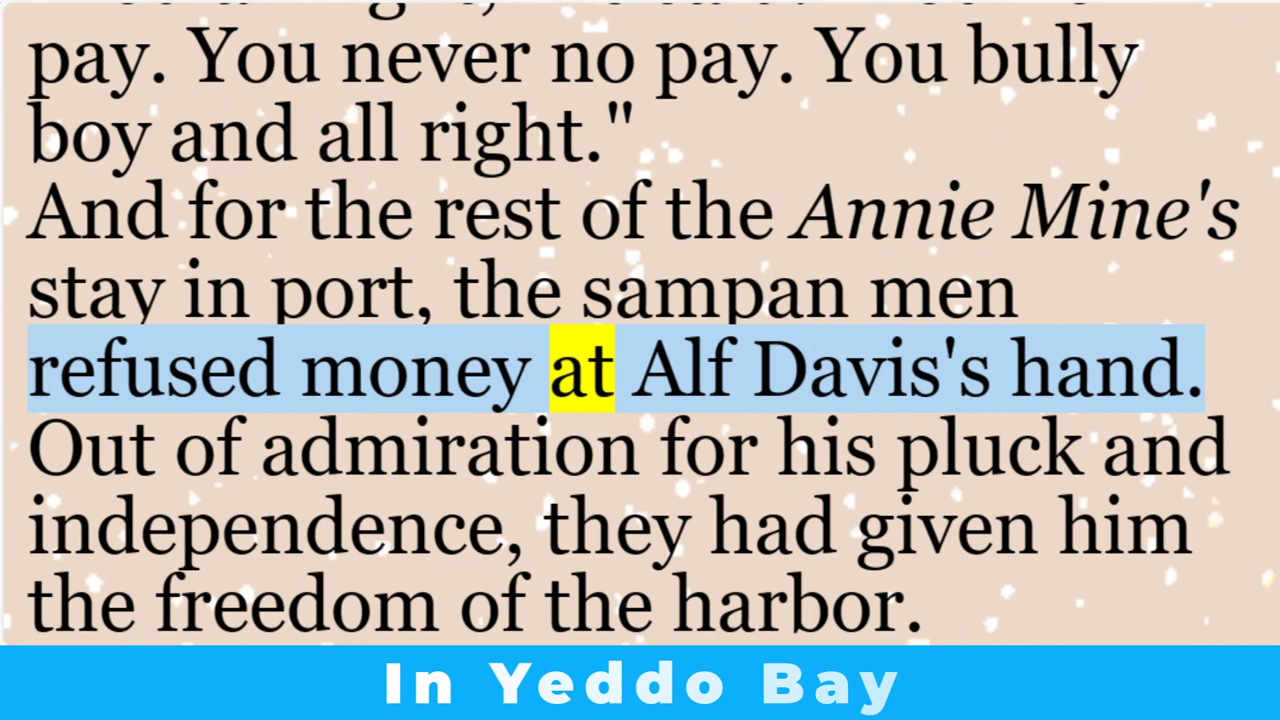 pay. You never no pay. You bully
boy and all right."
And for the rest of the Annie Mine's
stay in port, the sampan men
refused money at Alf Davis's hand.
Out of admiration for his pluck and
independence, they had given him
the freedom of the harbor.
In Yeddo Bay